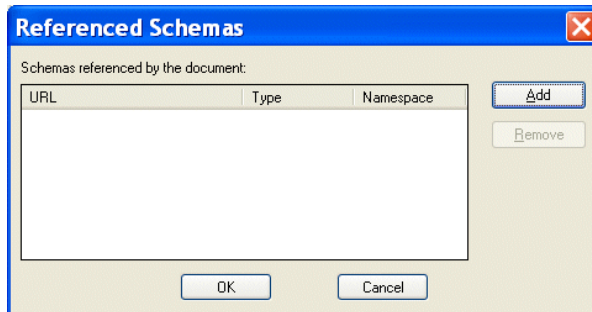 Referenced Schemas
Schemas referenced by the document:
URL Type Namespace
Add
Remove
OK Cancel